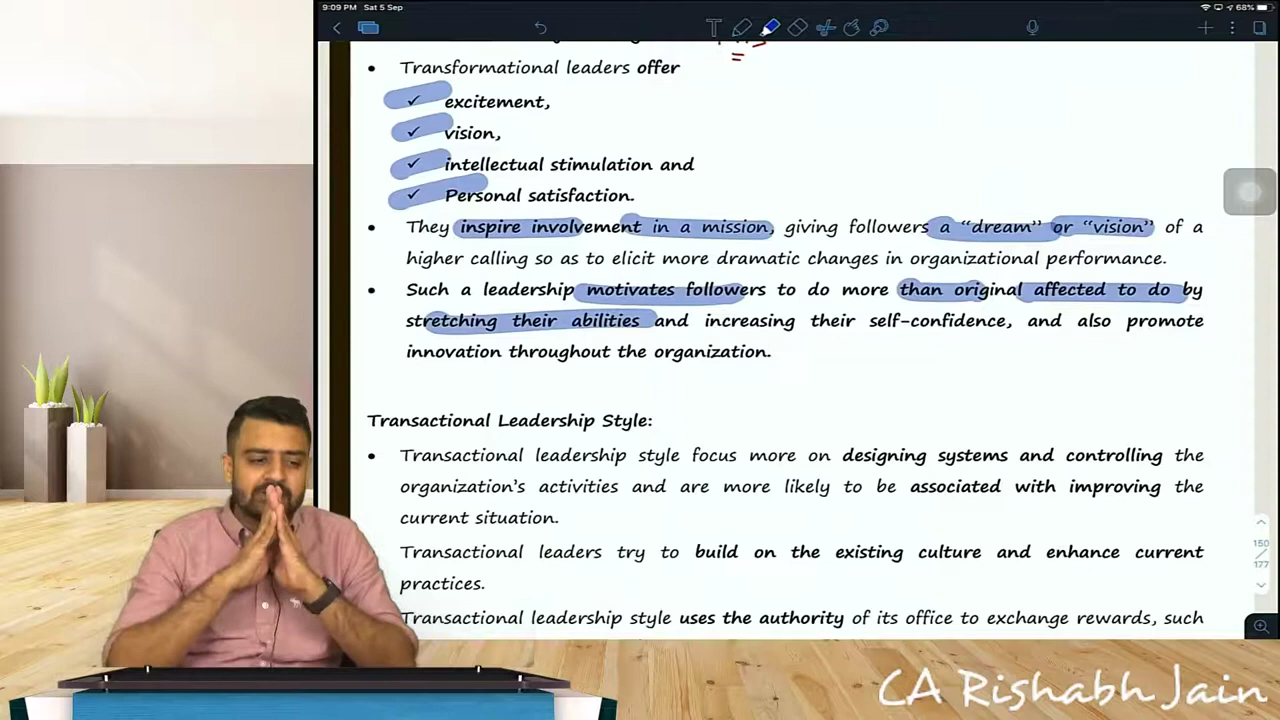 9:09 PM Sat 5 Sep
68%
Transformational leaders offer
excitement,
vision,
intellectual stimulation and
Personal satisfaction.
They inspire involvement in a mission, giving followers a “dream” or “vision” of a
higher calling so as to elicit more dramatic changes in organizational performance.
Such a leadership motivates followers to do more than original affected to do by
stretching their abilities and increasing their self-confidence, and also promote
innovation throughout the organization.
Transactional Leadership Style:
Transactional leadership style focus more on designing systems and controlling the
organization’s activities and are more likely to be associated with improving the
current situation.
Transactional leaders try to build on the existing culture and enhance current
practices.
Transactional leadership style uses the authority of its office to exchange rewards, such
150
177
CA Rishabh Jain